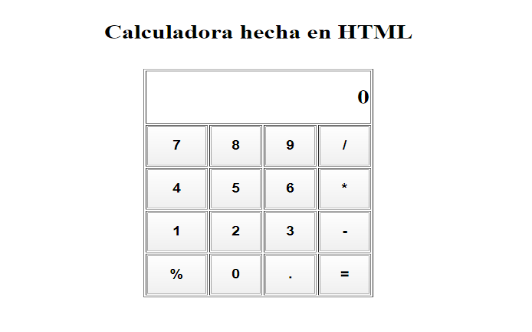 Calculadora hecha en HTML
0
7 8 9 /
4 5 6 *
1 2 3 -
% 0 . =